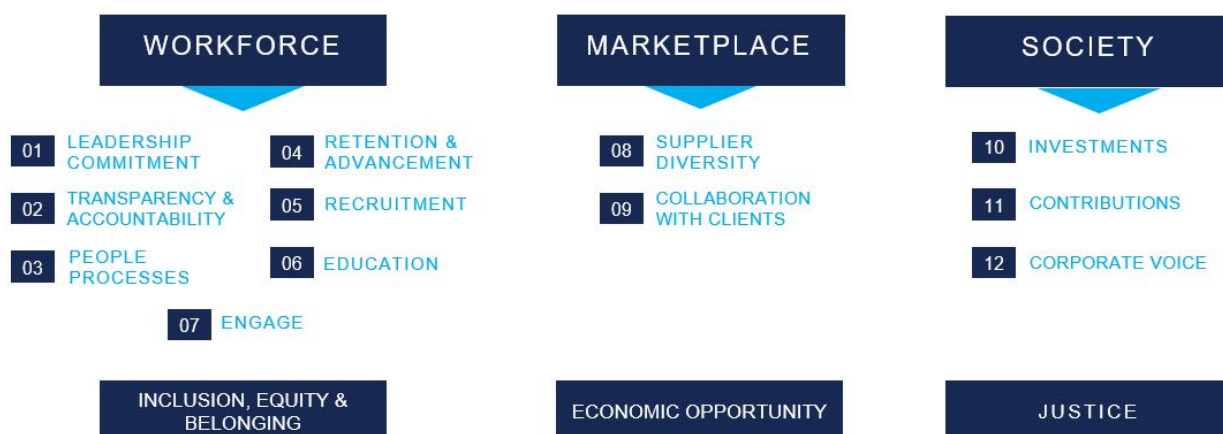 WORKFORCE
01 LEADERSHIP
COMMITMENT
02 TRANSPARENCY &
ACCOUNTABILITY
03 PEOPLE
PROCESSES
04 RETENTION &
ADVANCEMENT
05 RECRUITMENT
06 EDUCATION
07 ENGAGE
INCLUSION, EQUITY &
BELONGING
MARKETPLACE
08 SUPPLIER
DIVERSITY
09 COLLABORATION
WITH CLIENTS
ECONOMIC OPPORTUNITY
SOCIETY
10 INVESTMENTS
11 CONTRIBUTIONS
12 CORPORATE VOICE
JUSTICE